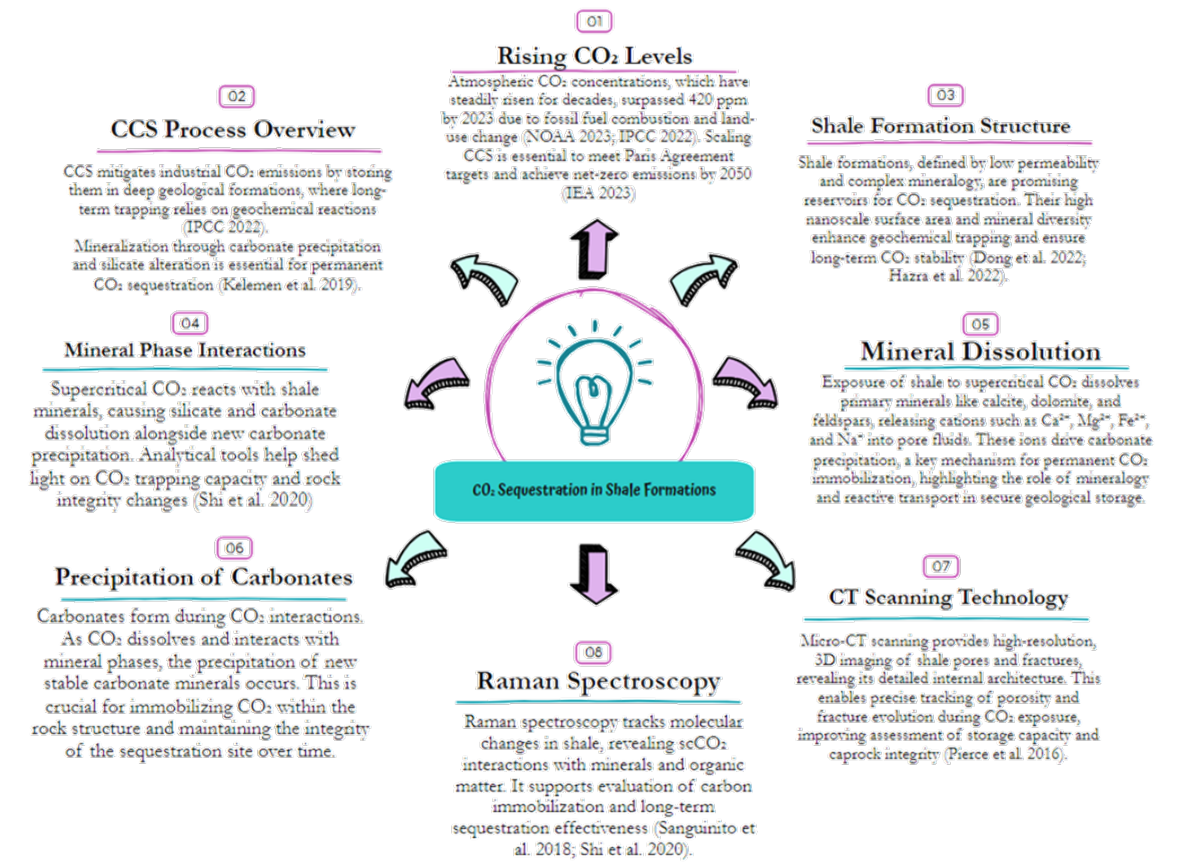 01
Rising CO₂ Levels
Atmospheric CO₂ concentrations, which have
steadily risen for decades, surpassed 420 ppm
by 2023 due to fossil fuel combustion and land-
use change (NOAA 2023; IPCC 2022). Scaling
CCS is essential to meet Paris Agreement
targets and achieve net-zero emissions by 2050
(IEA 2023)
02
CCS Process Overview
CCS mitigates industrial CO₂ emissions by storing
them in deep geological formations, where long-
term trapping relies on geochemical reactions
(IPCC 2022).
Mineralization through carbonate precipitation
and silicate alteration is essential for permanent
CO₂ sequestration (Kelemen et al. 2019).
03
Shale Formation Structure
Shale formations, defined by low permeability
and complex mineralogy, are promising
reservoirs for CO₂ sequestration. Their high
nanoscale surface area and mineral diversity
enhance geochemical trapping and ensure
long-term CO₂ stability (Dong et al. 2022;
Hazra et al. 2022).
04
Mineral Phase Interactions
Supercritical CO₂ reacts with shale
minerals, causing silicate and carbonate
dissolution alongside new carbonate
precipitation. Analytical tools help shed
light on CO₂ trapping capacity and rock
integrity changes (Shi et al. 2020)
05
Mineral Dissolution
Exposure of shale to supercritical CO₂ dissolves
primary minerals like calcite, dolomite, and
feldspars, releasing cations such as Ca²⁺, Mg²⁺, Fe²⁺,
and Na⁺ into pore fluids. These ions drive carbonate
precipitation, a key mechanism for permanent CO₂
immobilization, highlighting the role of mineralogy
and reactive transport in secure geological storage.
CO₂ Sequestration in Shale Formations
06
Precipitation of Carbonates
Carbonates form during CO₂ interactions.
As CO₂ dissolves and interacts with
mineral phases, the precipitation of new
stable carbonate minerals occurs. This is
crucial for immobilizing CO₂ within the
rock structure and maintaining the integrity
of the sequestration site over time.
07
CT Scanning Technology
Micro-CT scanning provides high-resolution,
3D imaging of shale pores and fractures,
revealing its detailed internal architecture. This
enables precise tracking of porosity and
fracture evolution during CO₂ exposure,
improving assessment of storage capacity and
caprock integrity (Pierce et al. 2016).
08
Raman Spectroscopy
Raman spectroscopy tracks molecular
changes in shale, revealing scCO₂
interactions with minerals and organic
matter. It supports evaluation of carbon
immobilization and long-term
sequestration effectiveness (Sanguinito et
al. 2018; Shi et al. 2020).